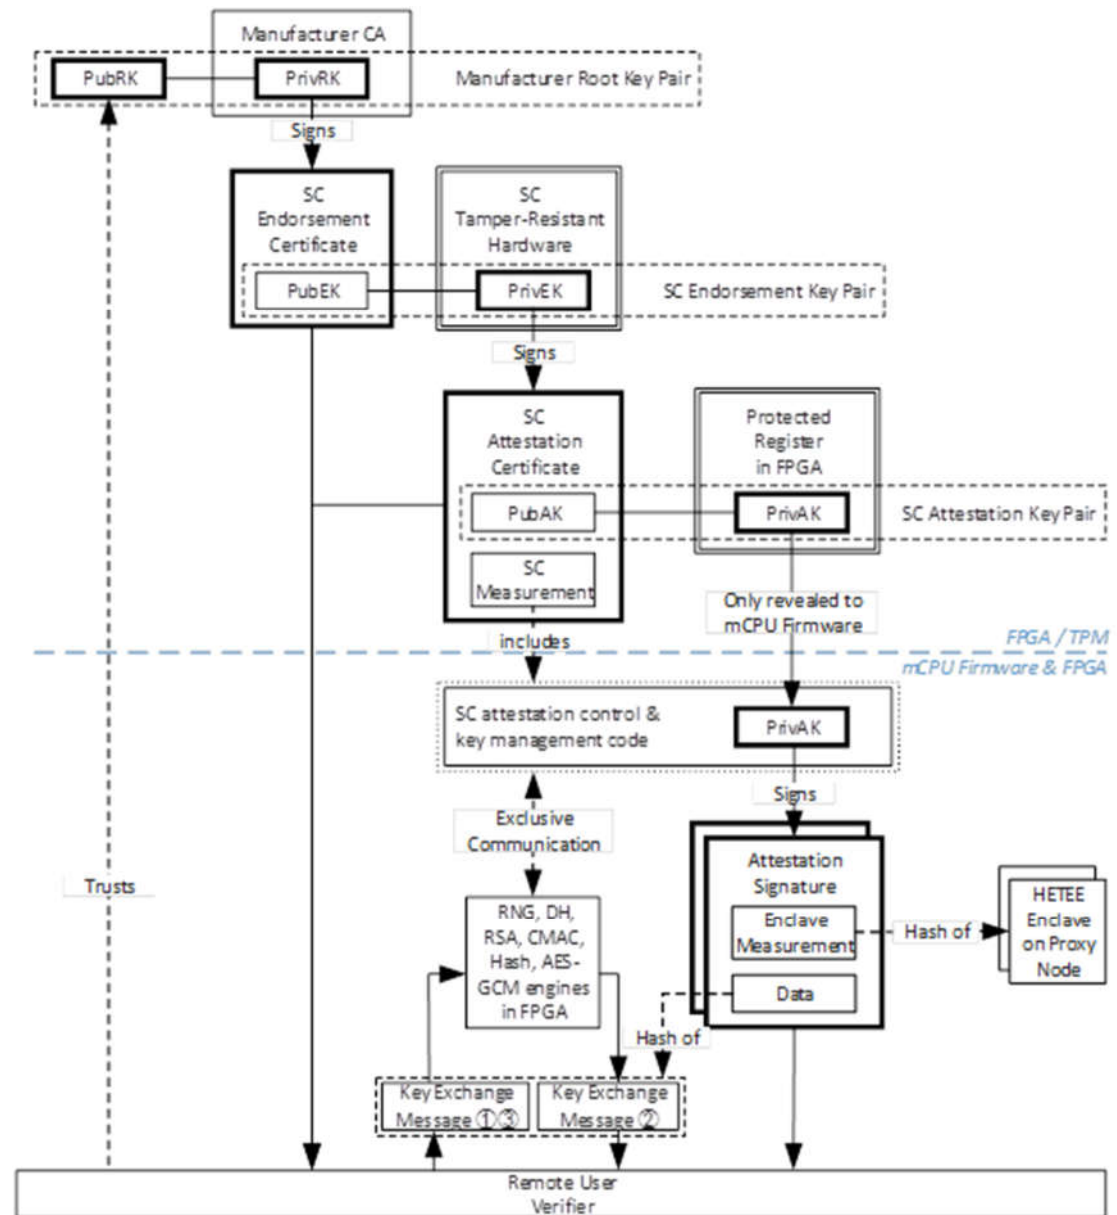 Manufacturer CA
PubRK
PrivRK
Manufacturer Root Key Pair
Signs
SC
Endorsement
Certificate
PubEK
SC
Tamper-Resistant
Hardware
PrivEK
SC Endorsement Key Pair
Signs
SC
Attestation
Certificate
PubAK
SC
Measurement
Protected
Register
in FPGA
PrivAK
SC Attestation Key Pair
Only revealed to
mCPU Firmware
includes
FPGA / TPM
mCPU Firmware & FPGA
SC attestation control &
key management code
PrivAK
Signs
Exclusive
Communication
Attestation
Signature
Enclave
Measurement
Data
Hash of
HETEE
Enclave
on Proxy
Node
Trusts
RNG, DH,
RSA, CMAC,
Hash, AES-
GCM engines
in FPGA
Hash of
Key Exchange
Message ①③
Key Exchange
Message ②
Remote User
Verifier